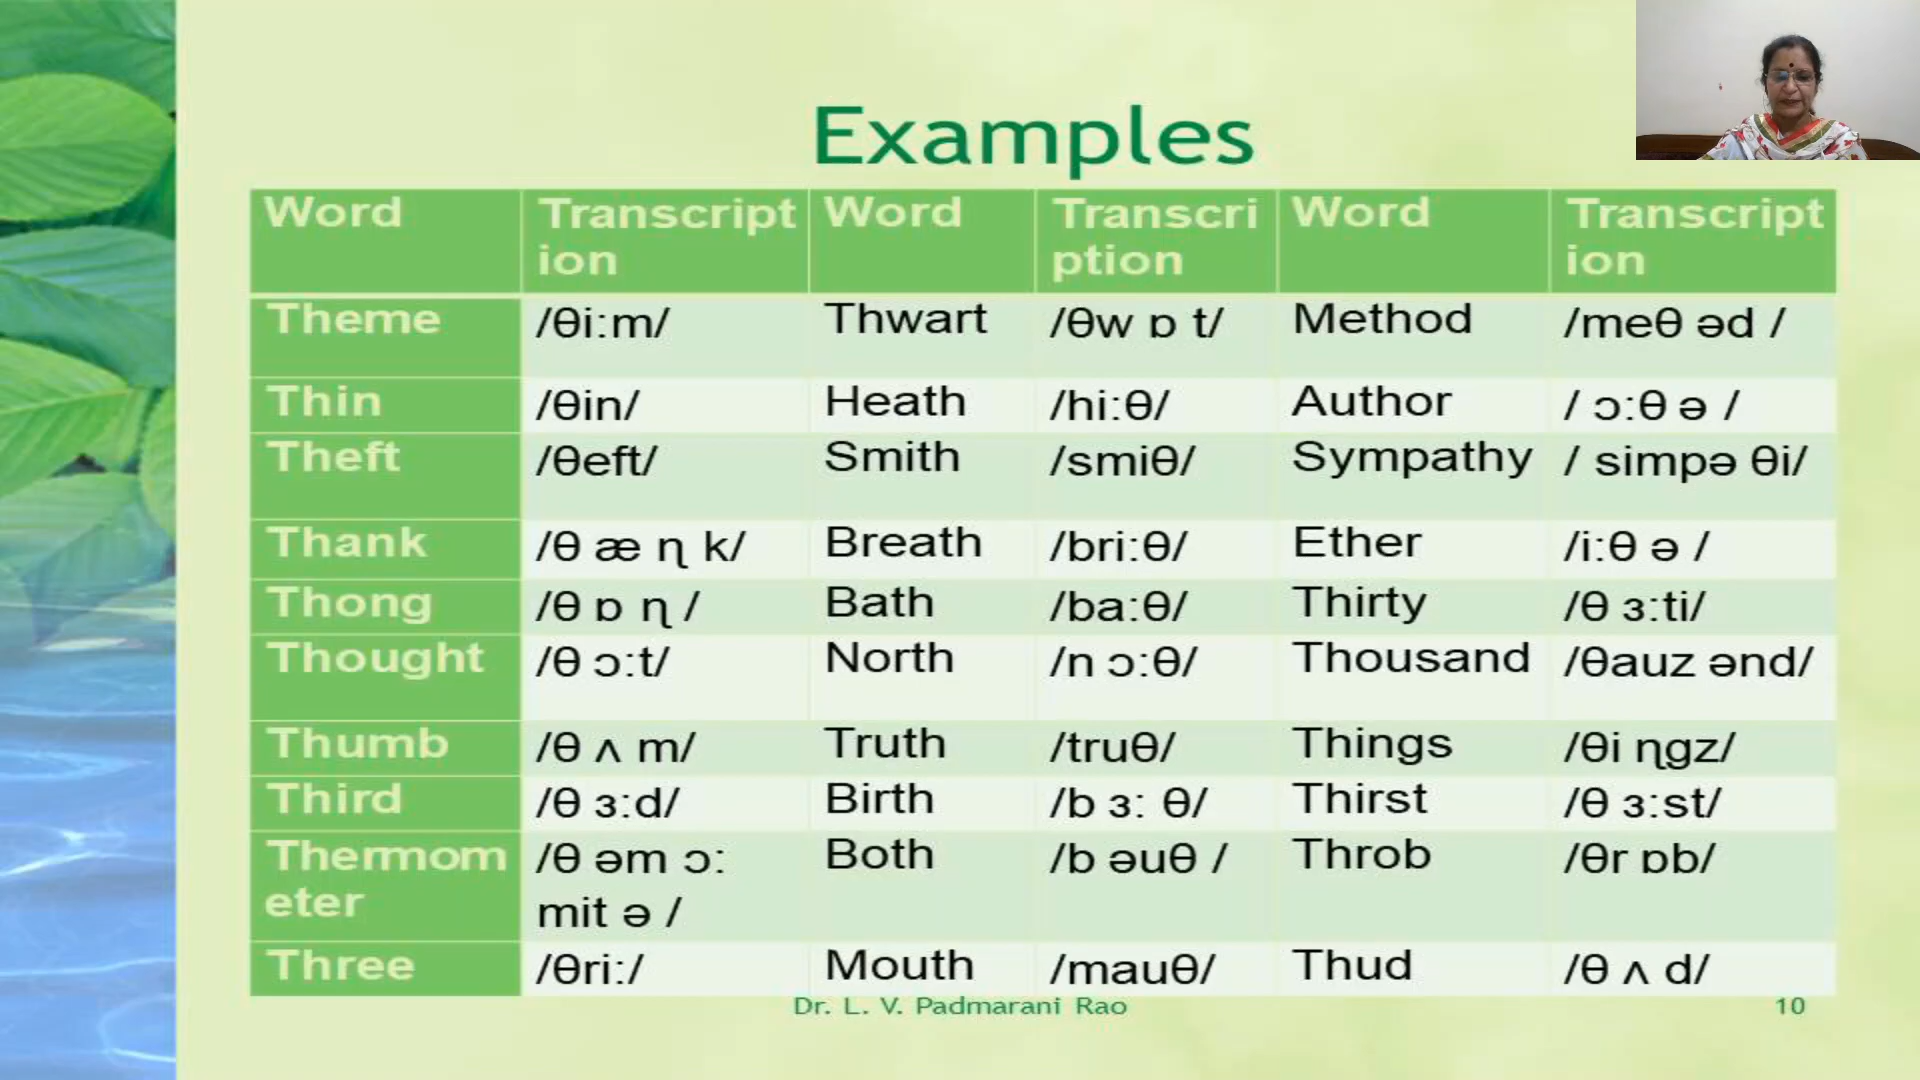 Examples
Word Transcript Word Transcri Word Transcript
ion ption ion
Theme /θi:m/ Thwart /θw ɒ t/ Method /meθ əd /
Thin /θin/ Heath /hi:θ/ Author / ɔ:θ ə /
Theft /θeft/ Smith /smiθ/ Sympathy / simpə θi/
Thank /θ æ ɳ k/ Breath /bri:θ/ Ether /i:θ ə /
Thong /θ ɒ ɳ / Bath /ba:θ/ Thirty /θ ɜ:ti/
Thought /θ ɔ:t/ North /n ɔ:θ/ Thousand /θauz ənd/
Thumb /θ ʌ m/ Truth /truθ/ Things /θi ɳgz/
Third /θ ɜ:d/ Birth /b ɜ: θ/ Thirst /θ ɜ:st/
Thermom /θ əm ɔ: Both /b əuθ / Throb /θr ɒb/
eter mit ə /
Three /θri:/ Mouth /mauθ/ Thud /θ ʌ d/
Dr. L. V. Padmarani Rao 10